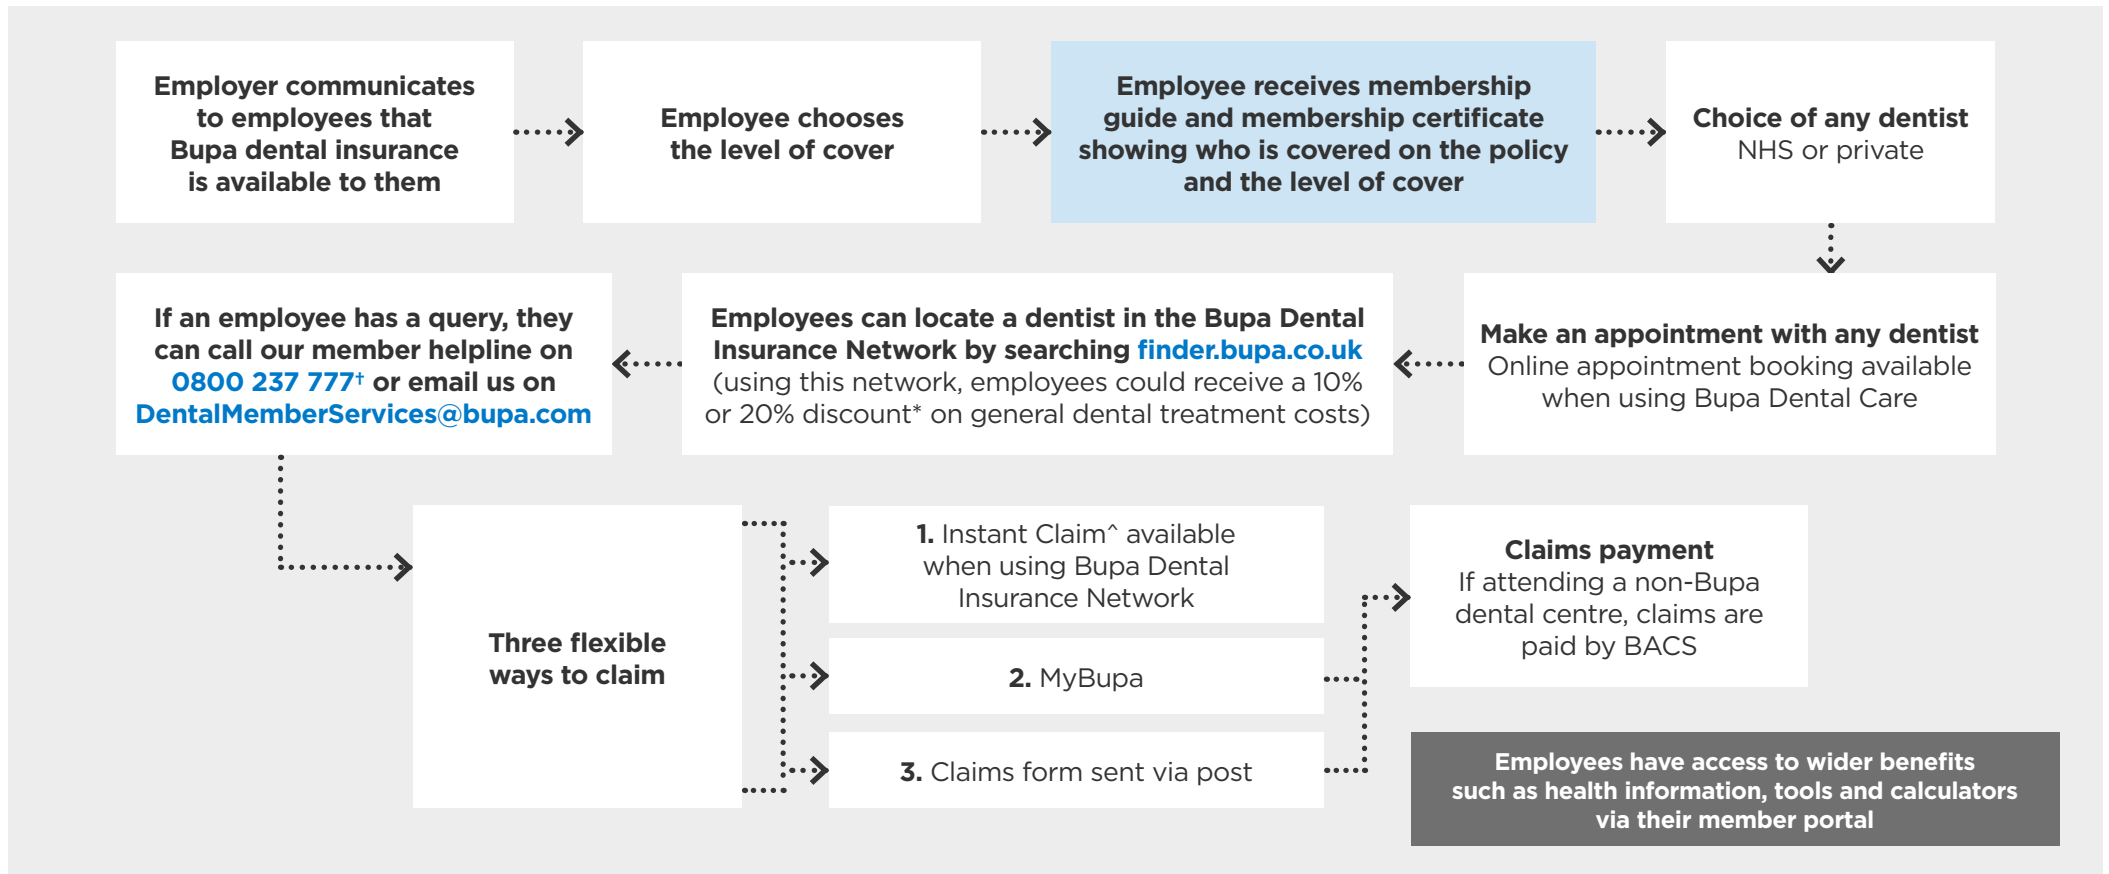 Employer communicates
to employees that
Bupa dental insurance
is available to them
Employee chooses
the level of cover
Employee receives membership
guide and membership certificate
showing who is covered on the policy
and the level of cover
Choice of any dentist
NHS or private
Make an appointment with any dentist
Online appointment booking available
when using Bupa Dental Care
Employees can locate a dentist in the Bupa Dental
Insurance Network by searching finder.bupa.co.uk
(using this network, employees could receive a 10%
or 20% discount* on general dental treatment costs)
If an employee has a query, they
can call our member helpline on
0800 237 777† or email us on
DentalMemberServices@bupa.com
Three flexible
ways to claim
1. Instant Claim^ available
when using Bupa Dental
Insurance Network
2. MyBupa
3. Claims form sent via post
Claims payment
If attending a non-Bupa
dental centre, claims are
paid by BACS
Employees have access to wider benefits
such as health information, tools and calculators
via their member portal